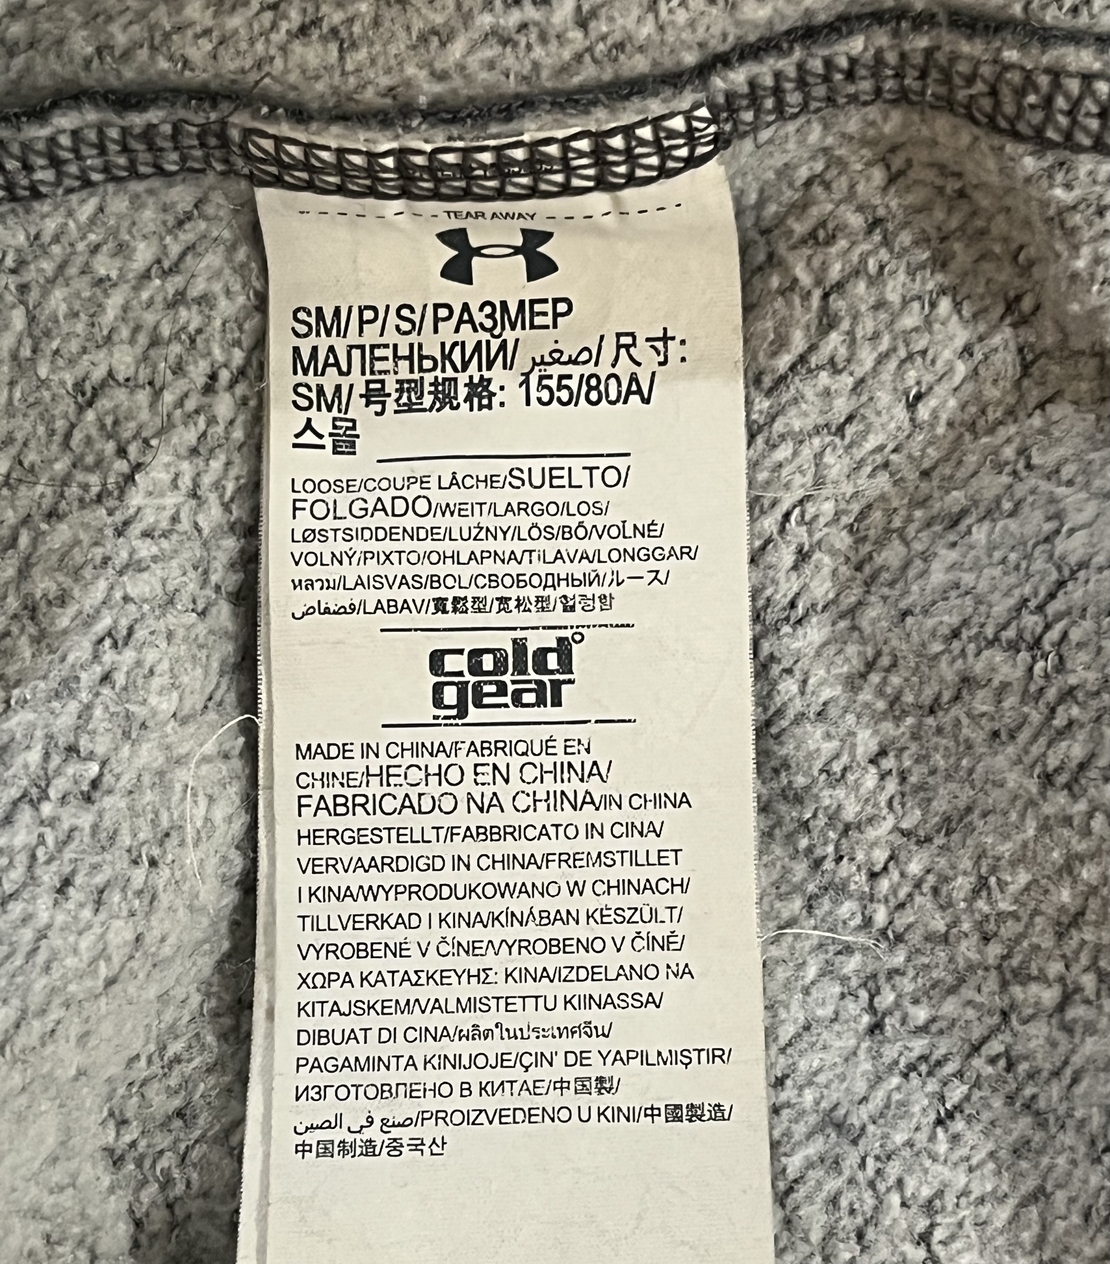 TEAR AWAY
SM/P/S/РАЗМЕР
МАЛЕНЬКИЙ/صغير/尺寸:
SM/号型规格: 155/80A/
스몰
LOOSE/COUPE LÂCHE/SUELTO/
FOLGADO/WEIT/LARGO/LOS/
LØSTSIDDENDE/LUŹNY/LÖS/BŐ/VOĽNÉ/
VOLNÝ/ΡΙΧΤΟ/OHLAPNA/TILAVA/LONGGAR/
หลวม/LAISVAS/BOL/СВОБОДНЫЙ/ルース/
فضفاض/LABAV/寬鬆型/宽松型/헐렁함
cold
gear
MADE IN CHINA/FABRIQUÉ EN
CHINE/HECHO EN CHINA/
FABRICADO NA CHINA/IN CHINA
HERGESTELLT/FABBRICATO IN CINA/
VERVAARDIGD IN CHINA/FREMSTILLET
I KINA/WYPRODUKOWANO W CHINACH/
TILLVERKAD I KINA/KÍNÁBAN KÉSZÜLT/
VYROBENÉ V ČÍNE/VYROBENO V ČÍNĚ/
ΧΩΡΑ ΚΑΤΑΣΚΕΥΗΣ: ΚΙΝΑ/IZDELANO NA
KITAJSKEM/VALMISTETTU KIINASSA/
DIBUAT DI CINA/ผลิตในประเทศจีน/
PAGAMINTA KINIJOJE/ÇIN' DE YAPILMIŞTIR/
ИЗГОТОВЛЕНО В КИТАЕ/中国製/
صنع في الصين/PROIZVEDENO U KINI/中國製造/
中国制造/중국산